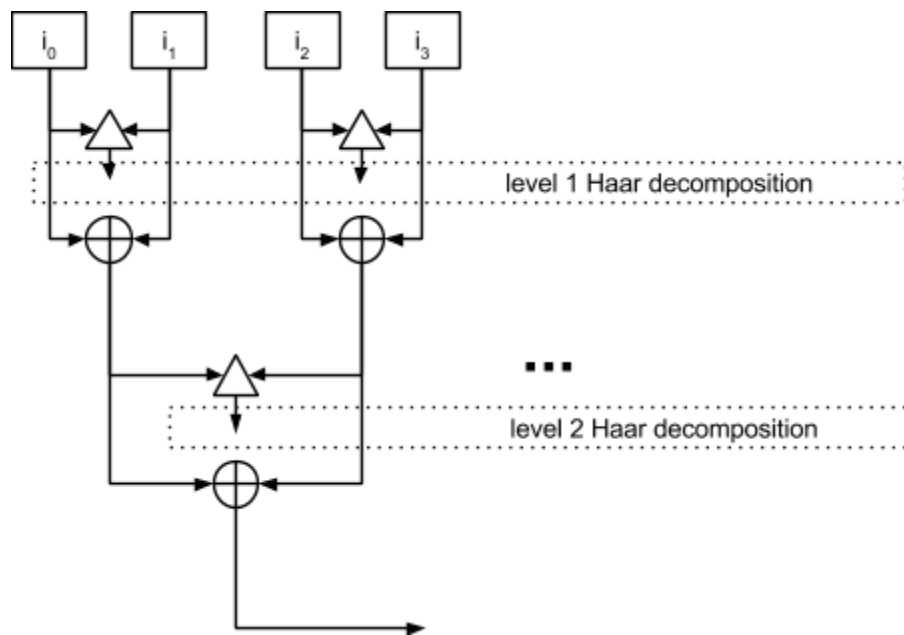 i₀ i₁ i₂ i₃
level 1 Haar decomposition
...
level 2 Haar decomposition